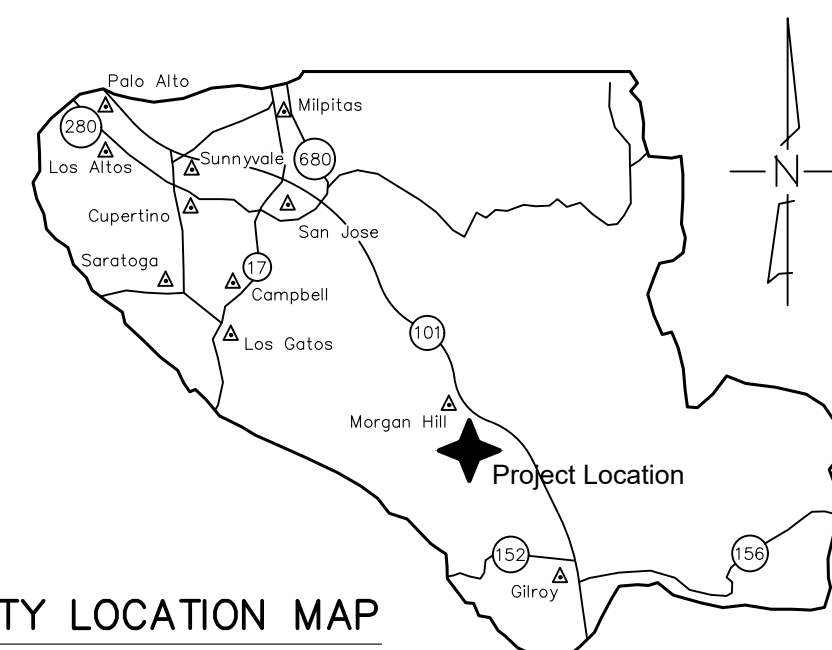 Palo Alto
Milpitas
280
Los Altos
Sunnyvale
680
N
Cupertino
San Jose
Saratoga
17
Campbell
101
Los Gatos
Morgan Hill
Project Location
152
156
Gilroy
TY LOCATION MAP